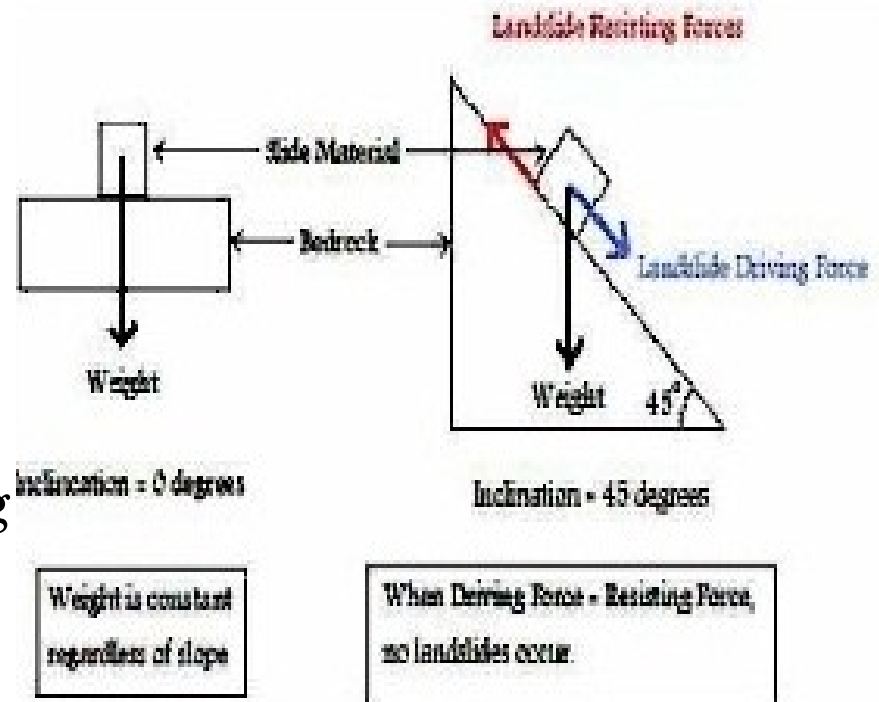 Landslide Resisting Forces
Slide Material
Bedrock
Landslide Driving Force
Weight
Weight
45°
Inclination = 0 degrees
Inclination = 45 degrees
g
Weight is constant
regardless of slope
When Driving Force = Resisting Force,
no landslides occur.